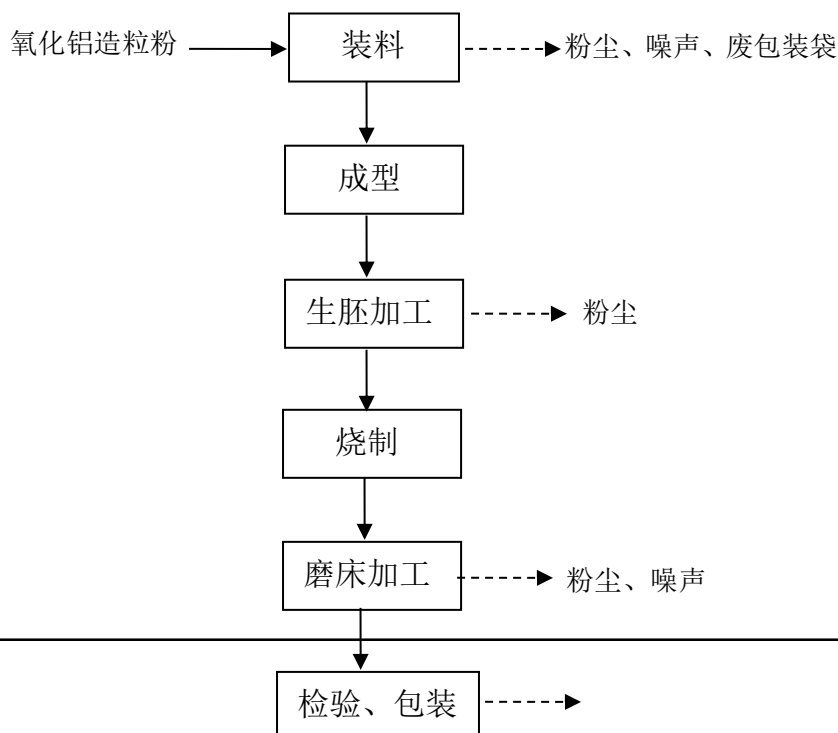 氧化铝造粒粉
装料
粉尘、噪声、废包装袋
成型
生胚加工
粉尘
烧制
磨床加工
粉尘、噪声
检验、包装